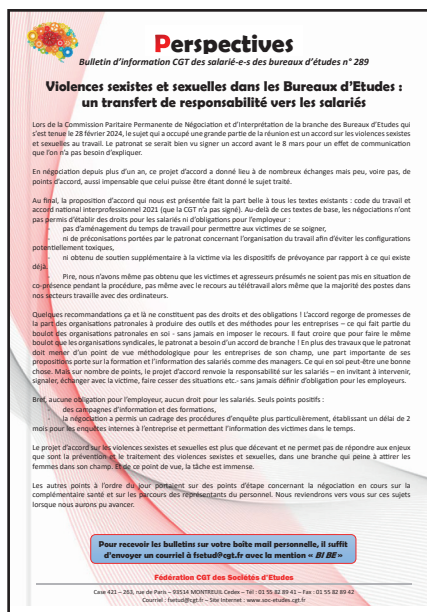 Perspectives
Bulletin d'information CGT des salarié-e-s des bureaux d'études n° 289
Violences sexistes et sexuelles dans les Bureaux d'Etudes :
un transfert de responsabilité vers les salariés
Lors de la Commission Paritaire Permanente de Négociation et d'Interprétation de la branche des Bureaux d'Etudes qui
s'est tenue le 28 février 2024, le sujet qui a occupé une grande partie de la réunion est un accord sur les violences sexistes
et sexuelles au travail. Le patronat se serait bien vu signer un accord avant le 8 mars pour un effet de communication
que l'on n'a pas besoin d'expliquer.
En négociation depuis plus d'un an, ce projet d'accord a donné lieu à de nombreux échanges mais peu, voire pas, de
points d'accord, aussi impensable que celui puisse être étant donné le sujet traité.
Au final, la proposition d'accord qui nous est présentée fait la part belle à tous les textes existants : code du travail et
accord national interprofessionnel 2021 (que la CGT n'a pas signé). Au-delà de ces textes de base, les négociations n'ont
pas permis d'établir des droits pour les salariés ni d'obligations pour l'employeur :
- pas d'aménagement du temps de travail pour permettre aux victimes de se soigner,
- ni de préconisations portées par le patronat concernant l'organisation du travail afin d'éviter les configurations
potentiellement toxiques,
- ni obtenu de soutien supplémentaire à la victime via les dispositifs de prévoyance par rapport à ce qui existe
déjà.
- Pire, nous n'avons même pas obtenu que les victimes et agresseurs présumés ne soient pas mis en situation de
co-présence pendant la procédure, pas même avec le recours au télétravail alors même que la majorité des postes dans
nos secteurs travaille avec des ordinateurs.
Quelques recommandations ça et là ne constituent pas des droits et des obligations ! L'accord regorge de promesses de
la part des organisations patronales à produire des outils et des méthodes pour les entreprises – ce qui fait partie du
boulot des organisations patronales en soi - sans jamais en imposer le recours. Il faut croire que pour faire le même
boulot que les organisations syndicales, le patronat a besoin d'un accord de branche ! En plus des travaux que le patronat
doit mener d'un point de vue méthodologique pour les entreprises de son champ, une part importante de ses
propositions porte sur la formation et l'information des salariés comme des managers. Ce qui en soi peut-être une bonne
chose. Mais sur nombre de points, le projet d'accord renvoie la responsabilité sur les salariés – en invitant à intervenir,
signaler, échanger avec la victime, faire cesser des situations etc.- sans jamais définir d'obligation pour les employeurs.
Bref, aucune obligation pour l'employeur, aucun droit pour les salariés. Seuls points positifs :
- des campagnes d'information et des formations,
- la négociation a permis un cadrage des procédures d'enquête plus particulièrement, établissant un délai de 2
mois pour les enquêtes internes à l'entreprise et permettant l'information des victimes dans le temps.
Le projet d'accord sur les violences sexistes et sexuelles est plus que décevant et ne permet pas de répondre aux enjeux
que sont la prévention et le traitement des violences sexistes et sexuelles, dans une branche qui peine à attirer les
femmes dans son champ. Et de ce point de vue, la tâche est immense.
Les autres points à l'ordre du jour portaient sur des points d'étape concernant la négociation en cours sur la
complémentaire santé et sur les parcours des représentants du personnel. Nous reviendrons vers vous sur ces sujets
lorsque nous aurons pu avancer.
Pour recevoir les bulletins sur votre boîte mail personnelle, il suffit
d'envoyer un courriel à fsetud@cgt.fr avec la mention « BI BE »
Fédération CGT des Sociétés d'Etudes
Case 421 – 263, rue de Paris – 93514 MONTREUIL Cedex – Tél : 01 55 82 89 41 – Fax : 01 55 82 89 42
Courriel : fsetud@cgt.fr - Site Internet : www.soc-etudes.cgt.fr